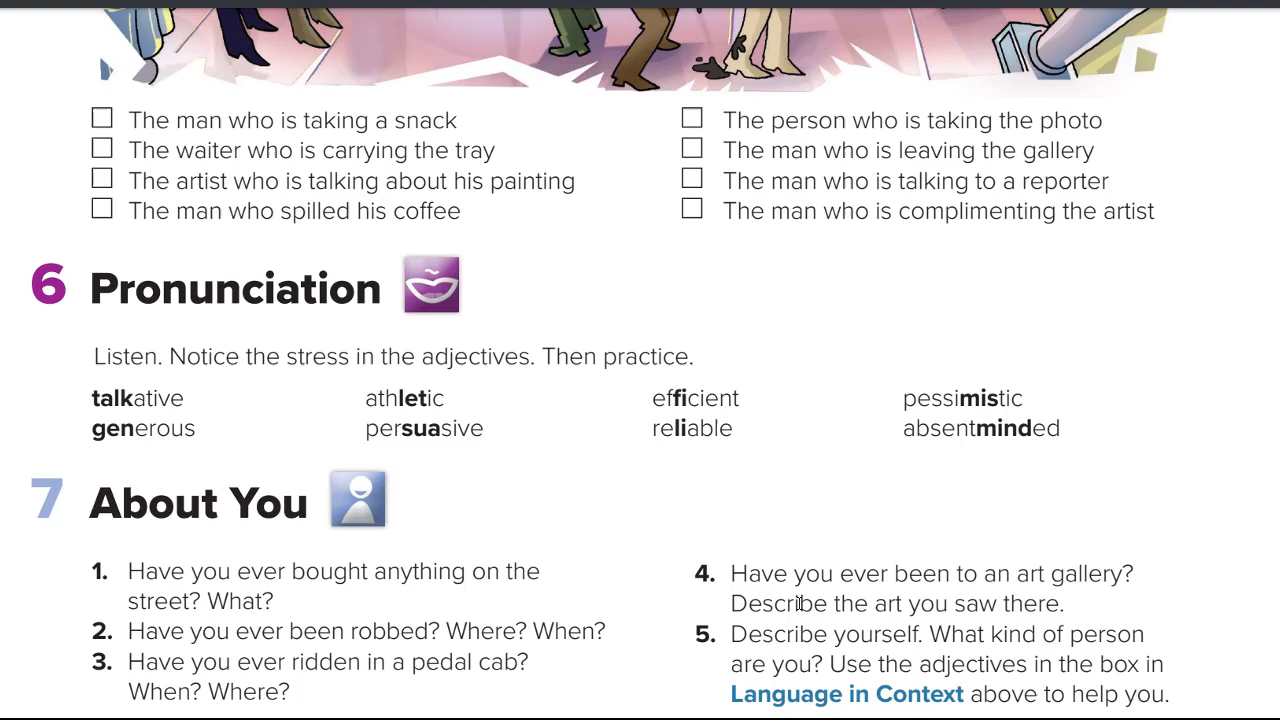 The man who is taking a snack
The waiter who is carrying the tray
The artist who is talking about his painting
The man who spilled his coffee
The person who is taking the photo
The man who is leaving the gallery
The man who is talking to a reporter
The man who is complimenting the artist
6 Pronunciation
Listen. Notice the stress in the adjectives. Then practice.
talkative athletic efficient pessimistic
generous persuasive reliable absentminded
7 About You
1. Have you ever bought anything on the
street? What?
2. Have you ever been robbed? Where? When?
3. Have you ever ridden in a pedal cab?
When? Where?
4. Have you ever been to an art gallery?
Describe the art you saw there.
5. Describe yourself. What kind of person
are you? Use the adjectives in the box in
Language in Context above to help you.